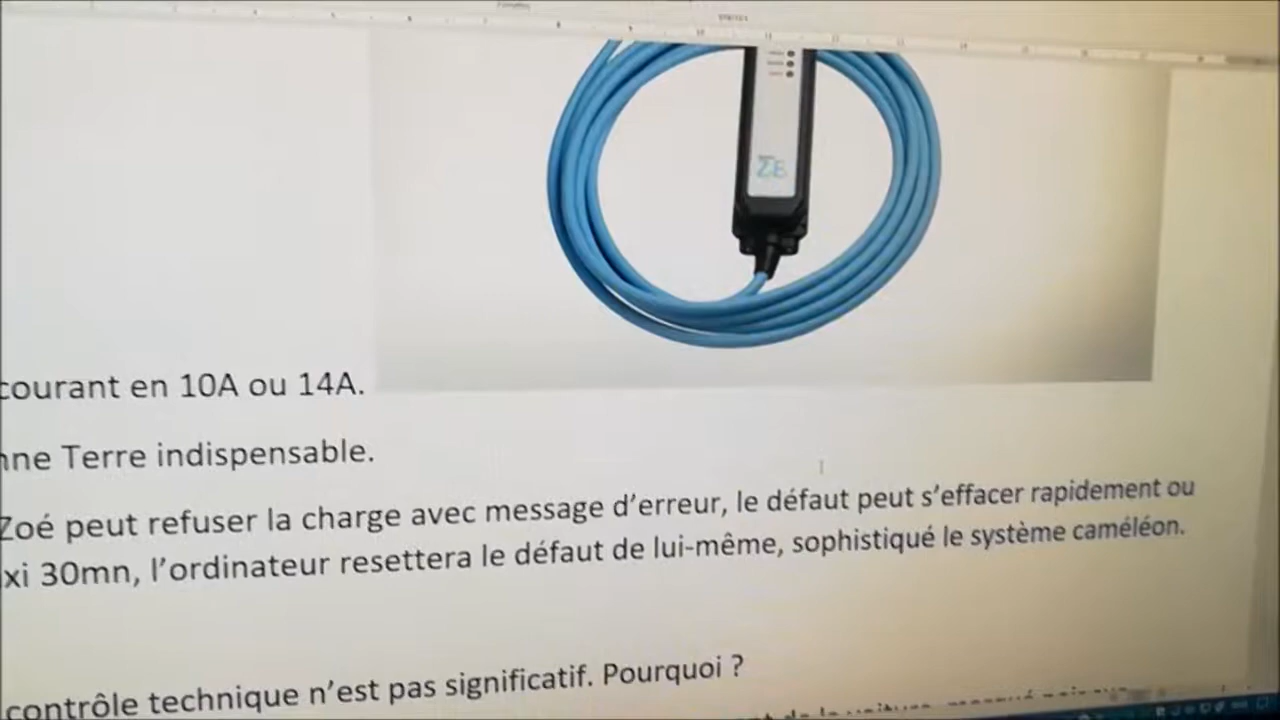 Z.E.
courant en 10A ou 14A.
Terre indispensable.
Zoé peut refuser la charge avec message d'erreur, le défaut peut s'effacer rapidement ou
xi 30mn, l'ordinateur resettera le défaut de lui-même, sophistiqué le système caméléon.
contrôle technique n'est pas significatif. Pourquoi ?